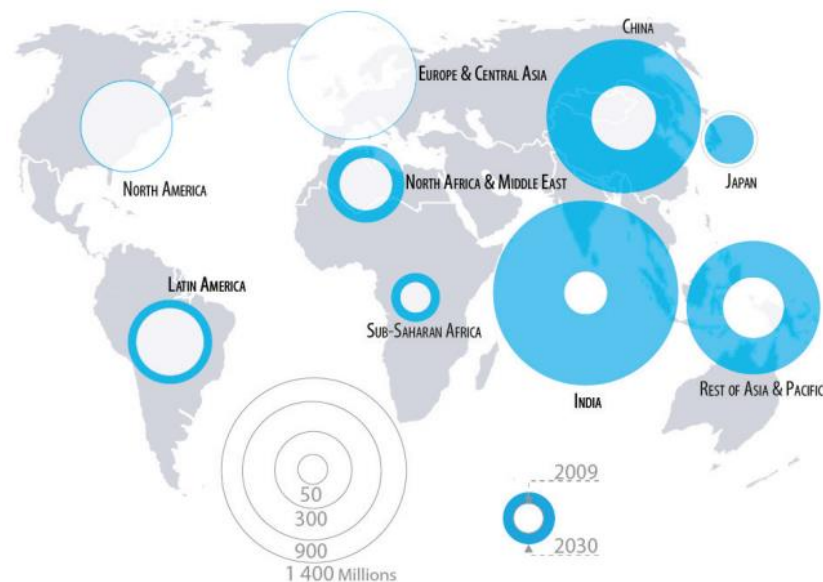 CHINA
EUROPE & CENTRAL ASIA
NORTH AMERICA
NORTH AFRICA & MIDDLE EAST
JAPAN
LATIN AMERICA
SUB-SAHARAN AFRICA
REST OF ASIA & PACIFIC
INDIA
50
300
900
1 400 MILLIONS
2009
2030